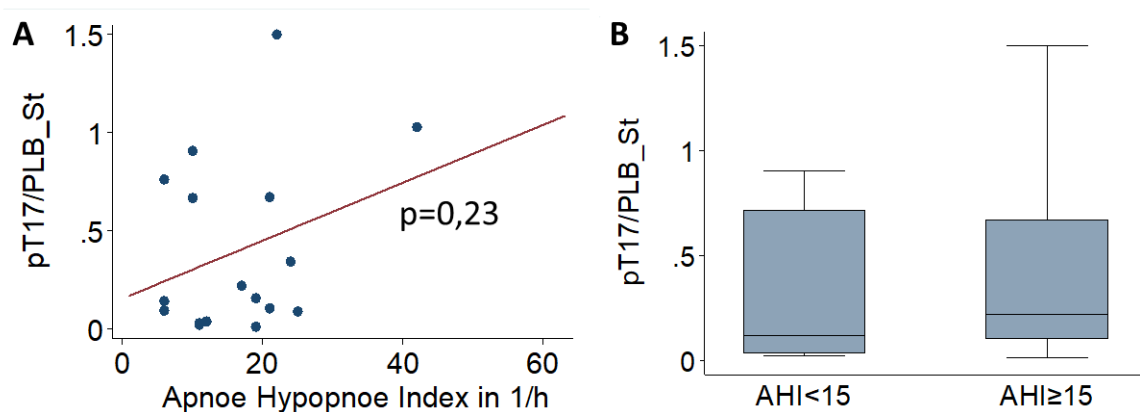 A
pT17/PLB_St
1.5
1
.5
0
p=0,23
0 20 40 60
Apnoe Hypopnoe Index in 1/h
B
pT17/PLB_St
1.5
1
.5
0
AHI<15 AHI≥15